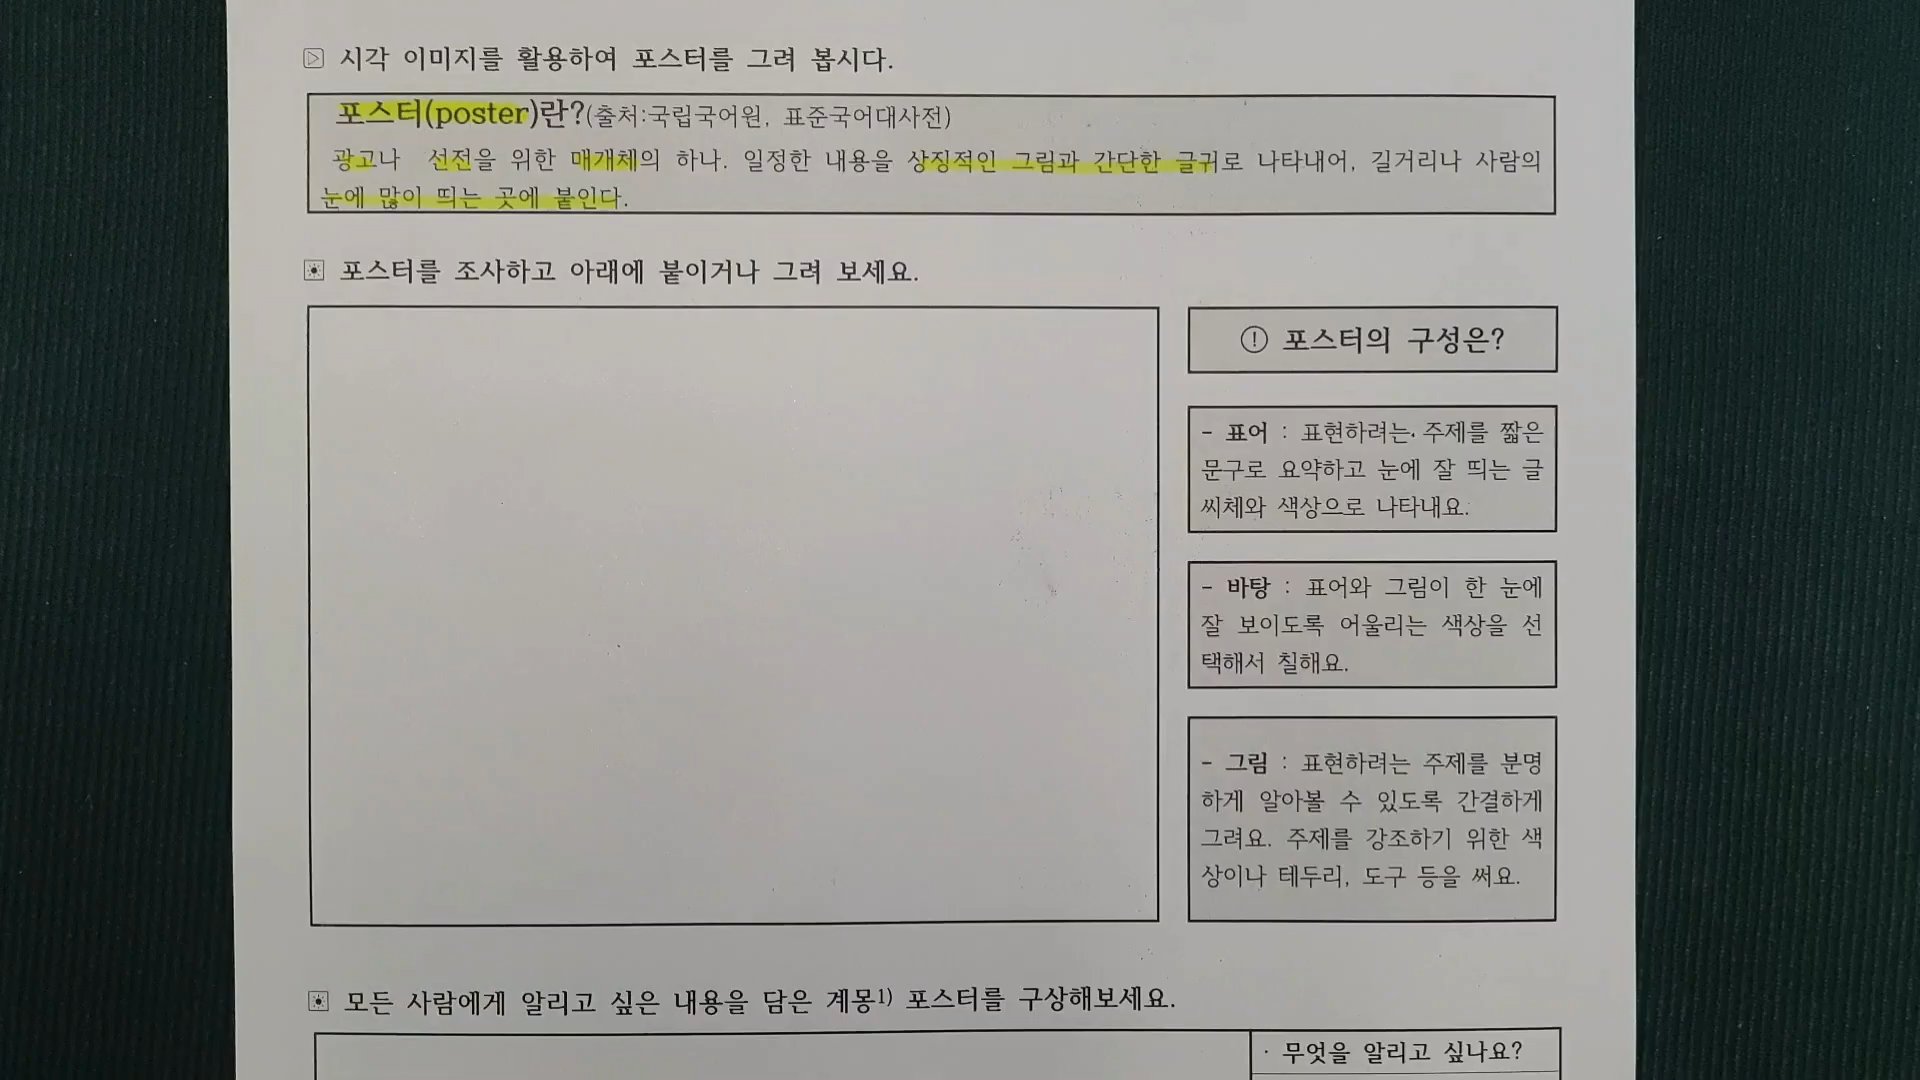 ▷ 시각 이미지를 활용하여 포스터를 그려 봅시다.
포스터(poster)란?(출처:국립국어원, 표준국어대사전)
광고나 선전을 위한 매개체의 하나. 일정한 내용을 상징적인 그림과 간단한 글귀로 나타내어, 길거리나 사람의
눈에 많이 띄는 곳에 붙인다.
포스터를 조사하고 아래에 붙이거나 그려 보세요.
! 포스터의 구성은?
- 표어 : 표현하려는 주제를 짧은
문구로 요약하고 눈에 잘 띄는 글
씨체와 색상으로 나타내요.
- 바탕 : 표어와 그림이 한 눈에
잘 보이도록 어울리는 색상을 선
택해서 칠해요.
- 그림 : 표현하려는 주제를 분명
하게 알아볼 수 있도록 간결하게
그려요. 주제를 강조하기 위한 색
상이나 테두리, 도구 등을 써요.
모든 사람에게 알리고 싶은 내용을 담은 계몽1) 포스터를 구상해보세요.
· 무엇을 알리고 싶나요?